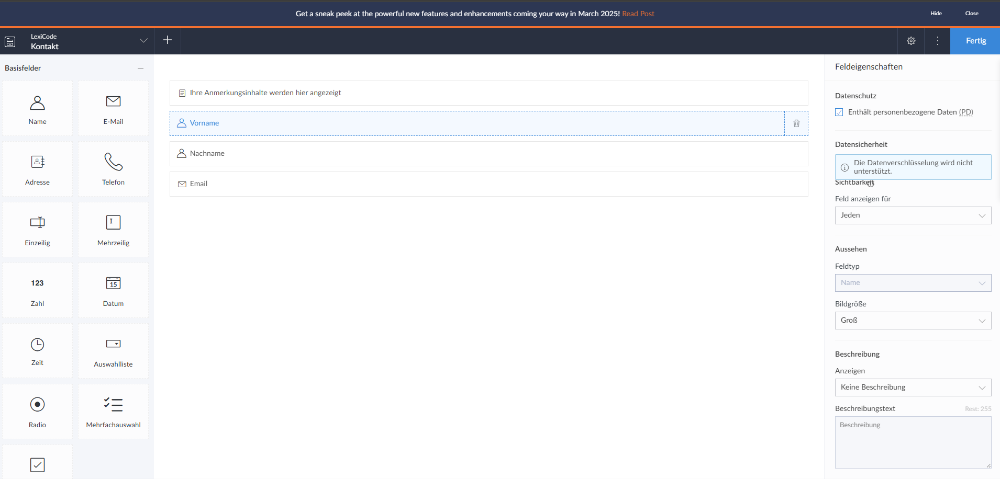 Get a sneak peek at the powerful new features and enhancements coming your way in March 2025! Read Post
Hide
Close
LexiCode
Kontakt
Fertig
Basisfelder
Name
E-Mail
Adresse
Telefon
Einzeilig
Mehrzeilig
123
Zahl
15
Datum
Zeit
Auswahlliste
Radio
Mehrfachauswahl
Ihre Anmerkungsinhalte werden hier angezeigt
Vorname
Nachname
Email
Feldeigenschaften
Datenschutz
Enthält personenbezogene Daten (PD)
Datensicherheit
Die Datenverschlüsselung wird nicht
unterstützt.
Sichtbarkeit
Feld anzeigen für
Jeden
Aussehen
Feldtyp
Name
Bildgröße
Groß
Beschreibung
Anzeigen
Keine Beschreibung
Beschreibungstext
Rest: 255
Beschreibung